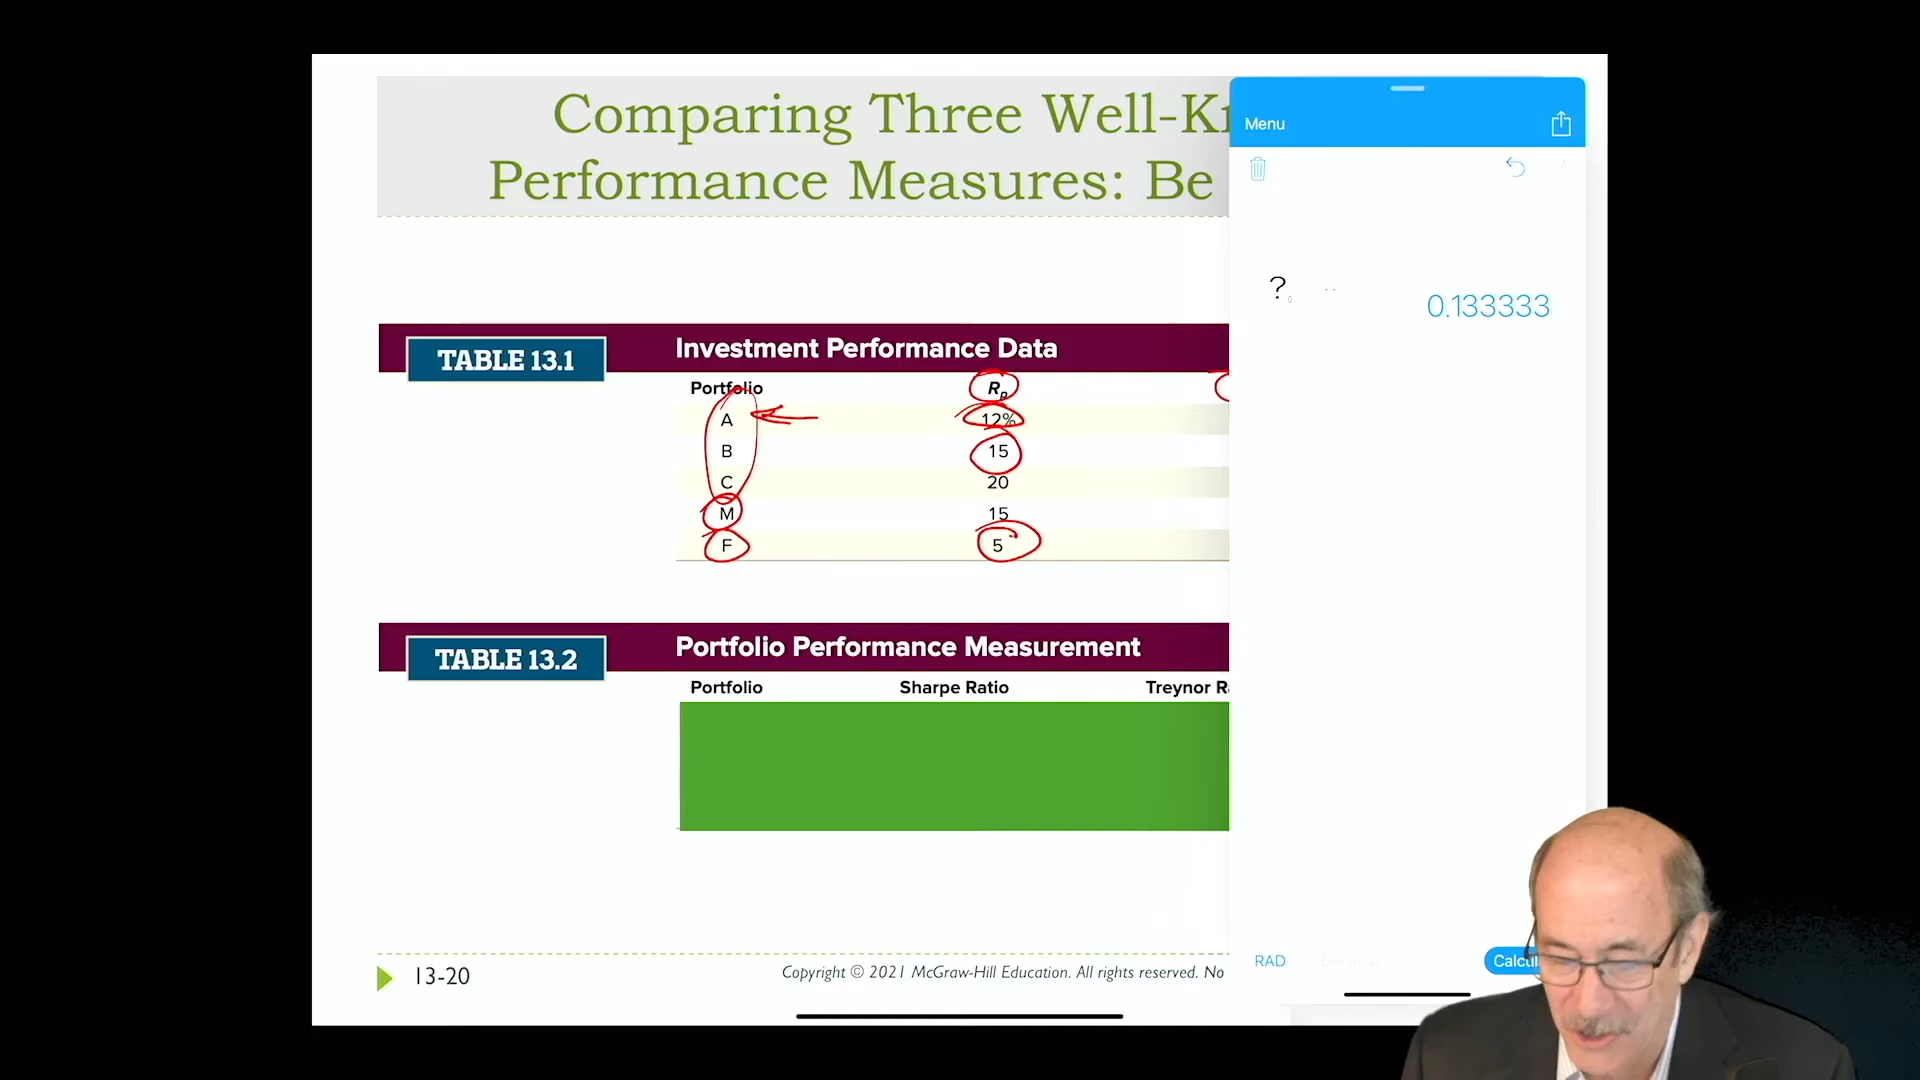 Comparing Three Well-K
Performance Measures: Be
Menu
?
0.133333
TABLE 13.1
Investment Performance Data
Portfolio Rp
A 12%
B 15
C 20
M 15
F 5
TABLE 13.2
Portfolio Performance Measurement
Portfolio Sharpe Ratio Treynor R
13-20
Copyright © 2021 McGraw-Hill Education. All rights reserved. No
RAD
Calcul